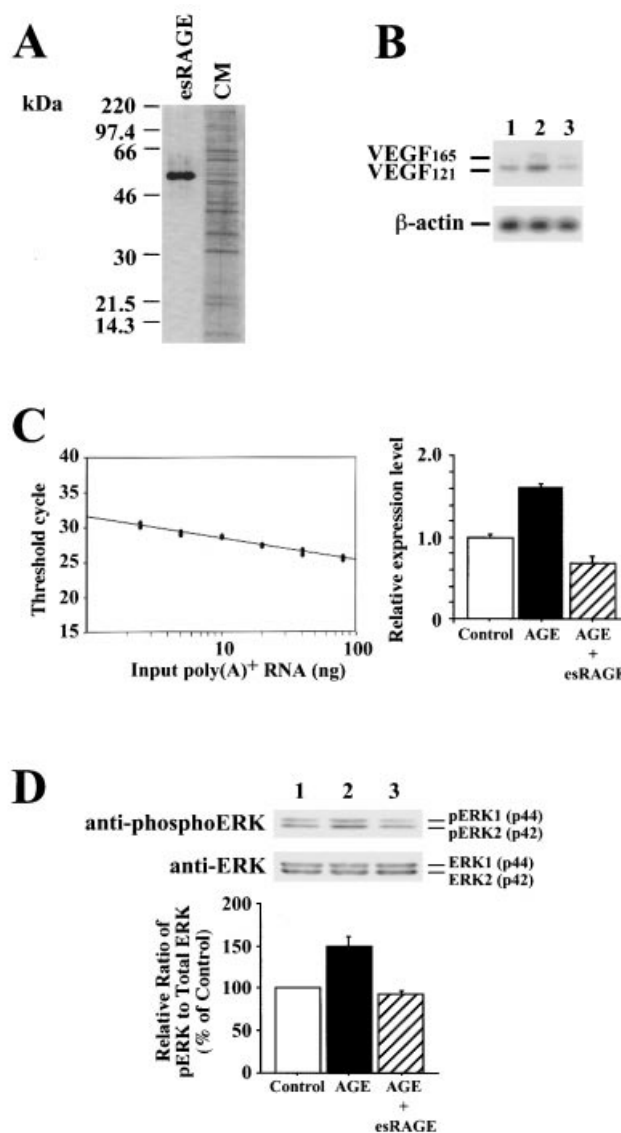 A
B
kDa
esRAGE
CM
220
97.4
66
46
30
21.5
14.3
1 2 3
VEGF165
VEGF121
β-actin
C
Threshold cycle
40
35
30
25
20
15
10 100
Input poly(A)+ RNA (ng)
Relative expression level
2.0
1.0
0
Control AGE AGE + esRAGE
D
1 2 3
anti-phosphoERK
pERK1 (p44)
pERK2 (p42)
anti-ERK
ERK1 (p44)
ERK2 (p42)
Relative Ratio of
pERK to Total ERK
(% of Control)
200
150
100
50
0
Control AGE AGE
+
esRAGE